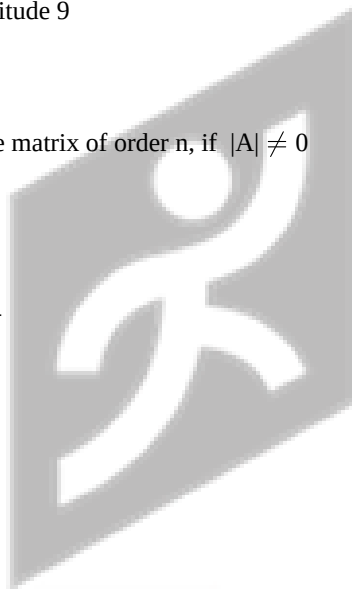 itude 9
e matrix of order n, if |A| ≠ 0